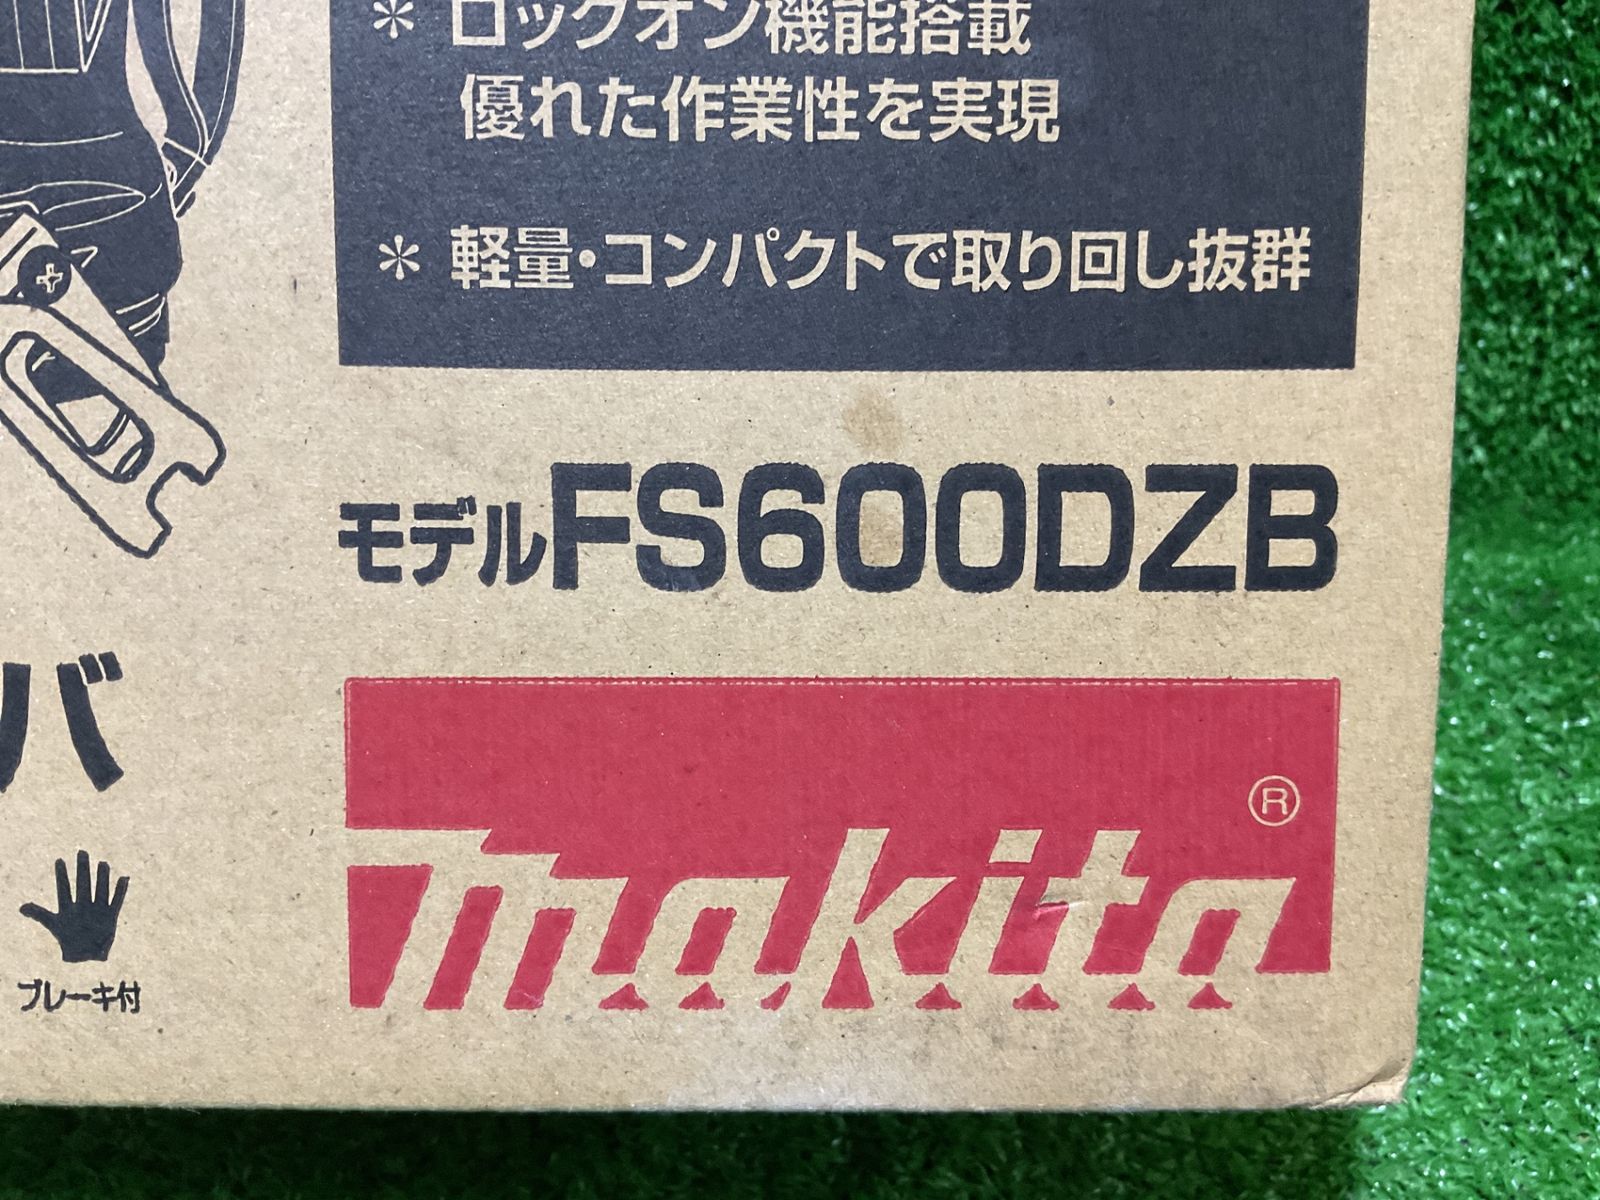 * ロックオン機能搭載
優れた作業性を実現
* 軽量・コンパクトで取り回し抜群
モデルFS600DZB
バ
makita®
ブレーキ付